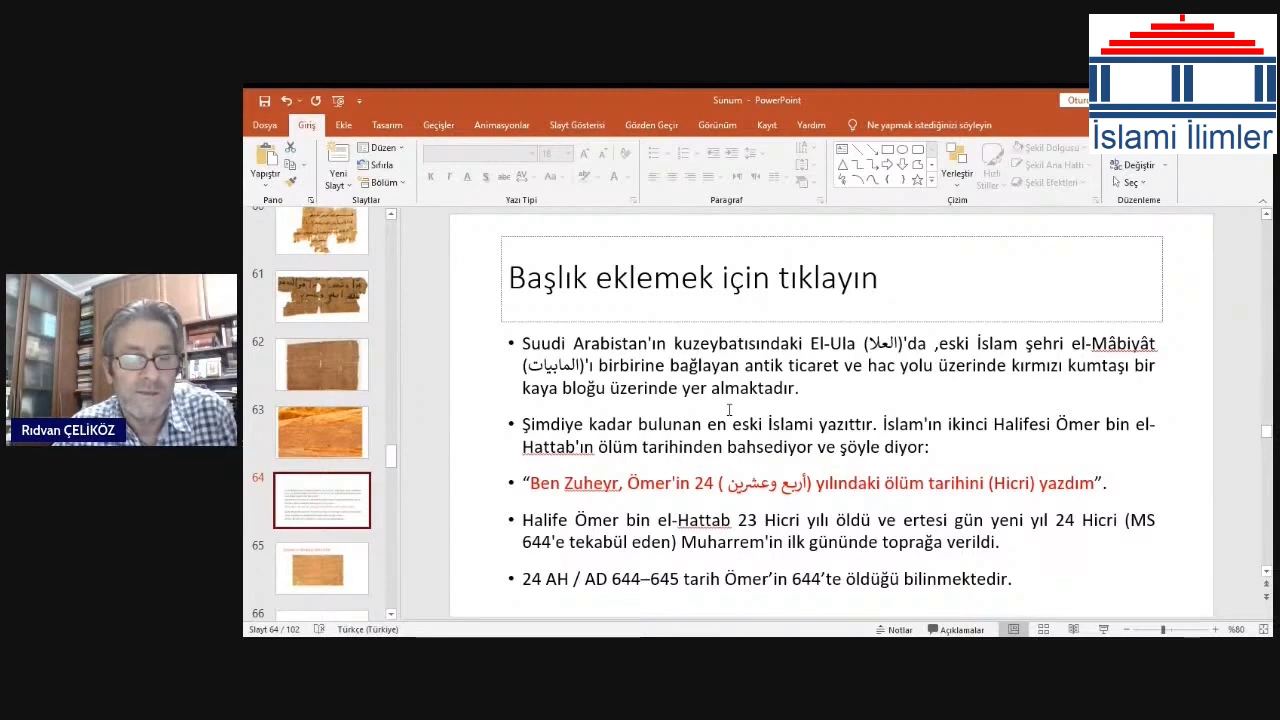 İslami İlimler
Sunum - PowerPoint
Oturu
Dosya Giriş Ekle Tasarım Geçişler Animasyonlar Slayt Gösterisi Gözden Geçir Görünüm Kayıt Yardım Ne yapmak istediğinizi söyleyin
Yapıştır
Pano
Yeni
Slayt
Düzen
Sıfırla
Bölüm
Slaytlar
18
Yazı Tipi
Paragraf
Yerleştir
Hızlı
Stiller
Şekil Dolgusu
Şekil Ana Hattı
Şekil Efektleri
Çizim
Değiştir
Seç
Düzenleme
61
62
63
64
65
66
Başlık eklemek için tıklayın
• Suudi Arabistan'ın kuzeybatısındaki El-Ula (العلا)'da ,eski İslam şehri el-Mâbiyât
(المابيات)'ı birbirine bağlayan antik ticaret ve hac yolu üzerinde kırmızı kumtaşı bir
kaya bloğu üzerinde yer almaktadır.
• Şimdiye kadar bulunan en eski İslami yazıttır. İslam'ın ikinci Halifesi Ömer bin el-
Hattab'ın ölüm tarihinden bahsediyor ve şöyle diyor:
• “Ben Zuheyr, Ömer'in 24 ( أربع وعشرين) yılındaki ölüm tarihini (Hicri) yazdım”.
• Halife Ömer bin el-Hattab 23 Hicri yılı öldü ve ertesi gün yeni yıl 24 Hicri (MS
644'e tekabül eden) Muharrem'in ilk gününde toprağa verildi.
• 24 AH / AD 644–645 tarih Ömer’in 644’te öldüğü bilinmektedir.
Rıdvan ÇELİKÖZ
Slayt 64 / 102 Türkçe (Türkiye) Notlar Açıklamalar %80